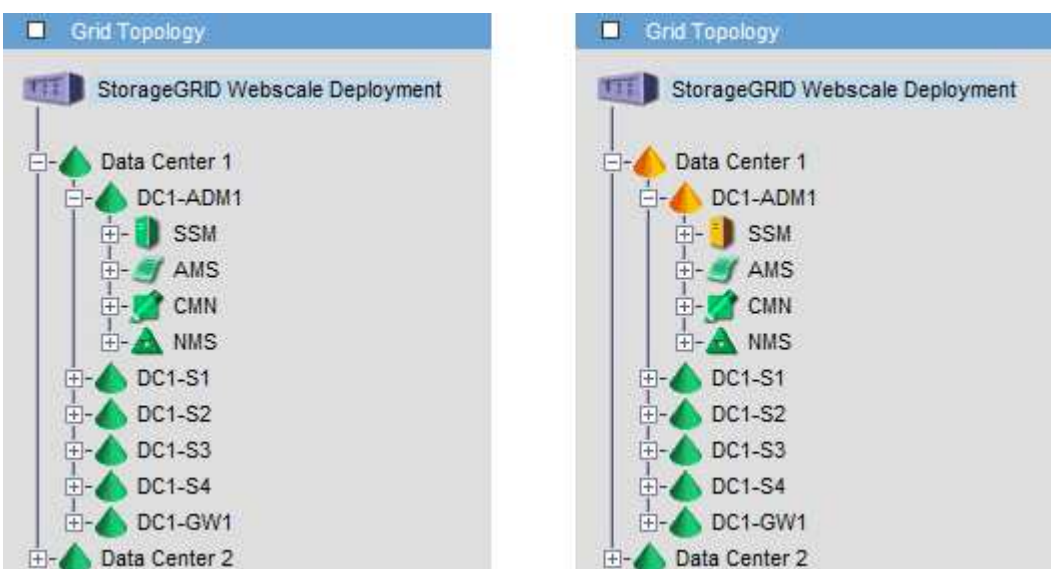 Grid Topology
StorageGRID Webscale Deployment
Data Center 1
DC1-ADM1
SSM
AMS
CMN
NMS
DC1-S1
DC1-S2
DC1-S3
DC1-S4
DC1-GW1
Data Center 2
Grid Topology
StorageGRID Webscale Deployment
Data Center 1
DC1-ADM1
SSM
AMS
CMN
NMS
DC1-S1
DC1-S2
DC1-S3
DC1-S4
DC1-GW1
Data Center 2